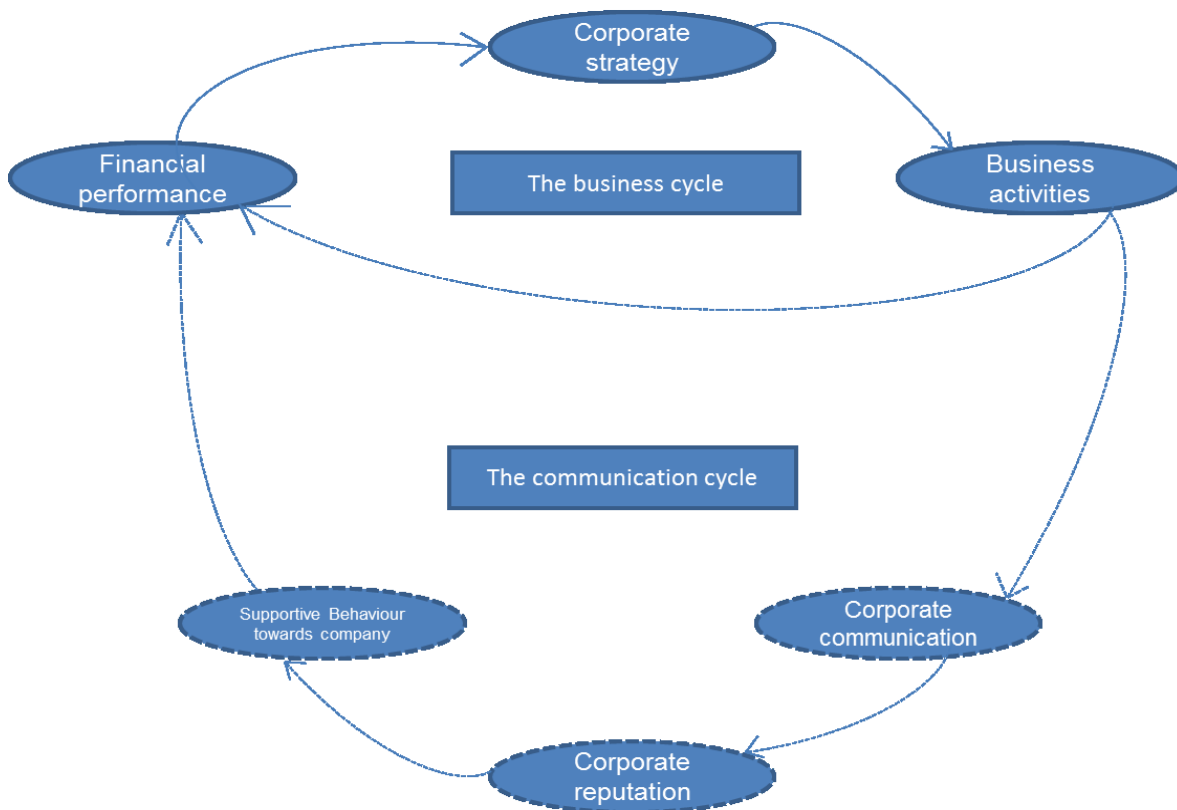 Corporate
strategy
Financial
performance
The business cycle
Business
activities
The communication cycle
Supportive Behaviour
towards company
Corporate
communication
Corporate
reputation